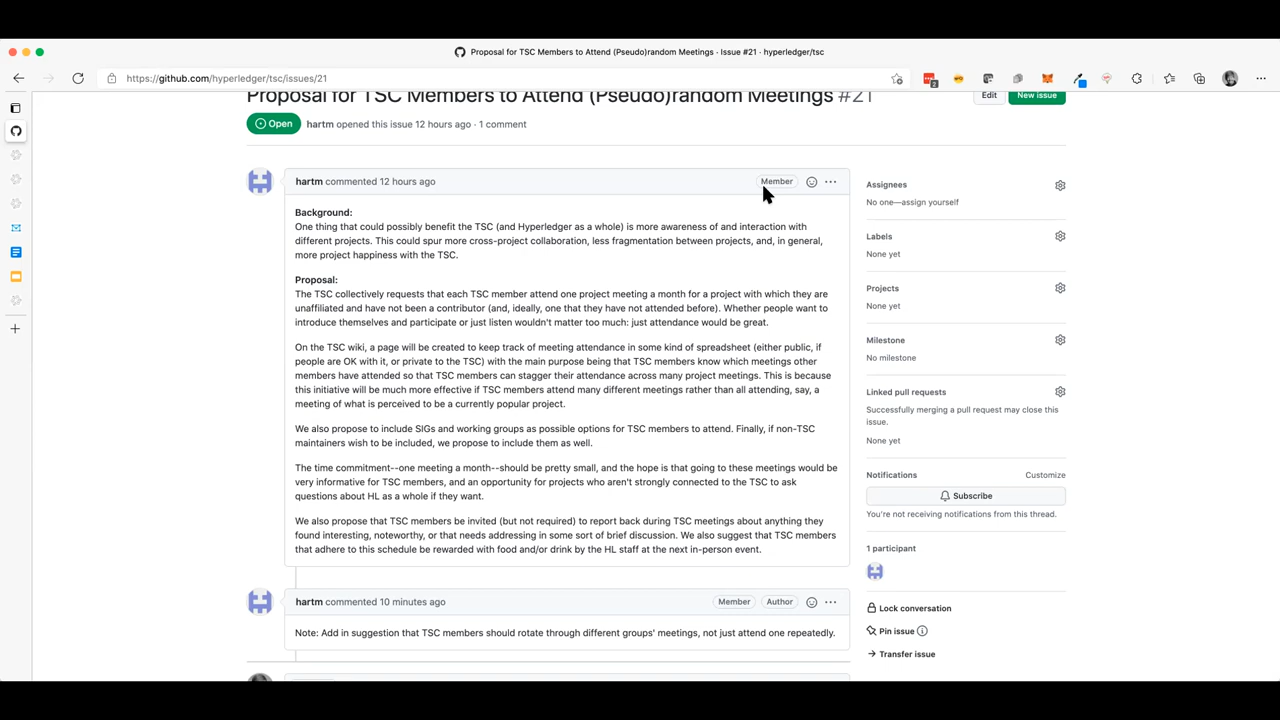 Proposal for TSC Members to Attend (Pseudo)random Meetings · Issue #21 · hyperledger/tsc
https://github.com/hyperledger/tsc/issues/21
2
Proposal for TSC Members to Attend (Pseudo)random Meetings #21
Edit
New issue
Open
hartm opened this issue 12 hours ago · 1 comment
hartm commented 12 hours ago
Member
Background:
One thing that could possibly benefit the TSC (and Hyperledger as a whole) is more awareness of and interaction with
different projects. This could spur more cross-project collaboration, less fragmentation between projects, and, in general,
more project happiness with the TSC.
Proposal:
The TSC collectively requests that each TSC member attend one project meeting a month for a project with which they are
unaffiliated and have not been a contributor (and, ideally, one that they have not attended before). Whether people want to
introduce themselves and participate or just listen wouldn't matter too much: just attendance would be great.
On the TSC wiki, a page will be created to keep track of meeting attendance in some kind of spreadsheet (either public, if
people are OK with it, or private to the TSC) with the main purpose being that TSC members know which meetings other
members have attended so that TSC members can stagger their attendance across many project meetings. This is because
this initiative will be much more effective if TSC members attend many different meetings rather than all attending, say, a
meeting of what is perceived to be a currently popular project.
We also propose to include SIGs and working groups as possible options for TSC members to attend. Finally, if non-TSC
maintainers wish to be included, we propose to include them as well.
The time commitment--one meeting a month--should be pretty small, and the hope is that going to these meetings would be
very informative for TSC members, and an opportunity for projects who aren't strongly connected to the TSC to ask
questions about HL as a whole if they want.
We also propose that TSC members be invited (but not required) to report back during TSC meetings about anything they
found interesting, noteworthy, or that needs addressing in some sort of brief discussion. We also suggest that TSC members
that adhere to this schedule be rewarded with food and/or drink by the HL staff at the next in-person event.
hartm commented 10 minutes ago
Member
Author
Note: Add in suggestion that TSC members should rotate through different groups' meetings, not just attend one repeatedly.
Assignees
No one—assign yourself
Labels
None yet
Projects
None yet
Milestone
No milestone
Linked pull requests
Successfully merging a pull request may close this
issue.
None yet
Notifications
Customize
Subscribe
You're not receiving notifications from this thread.
1 participant
Lock conversation
Pin issue
Transfer issue